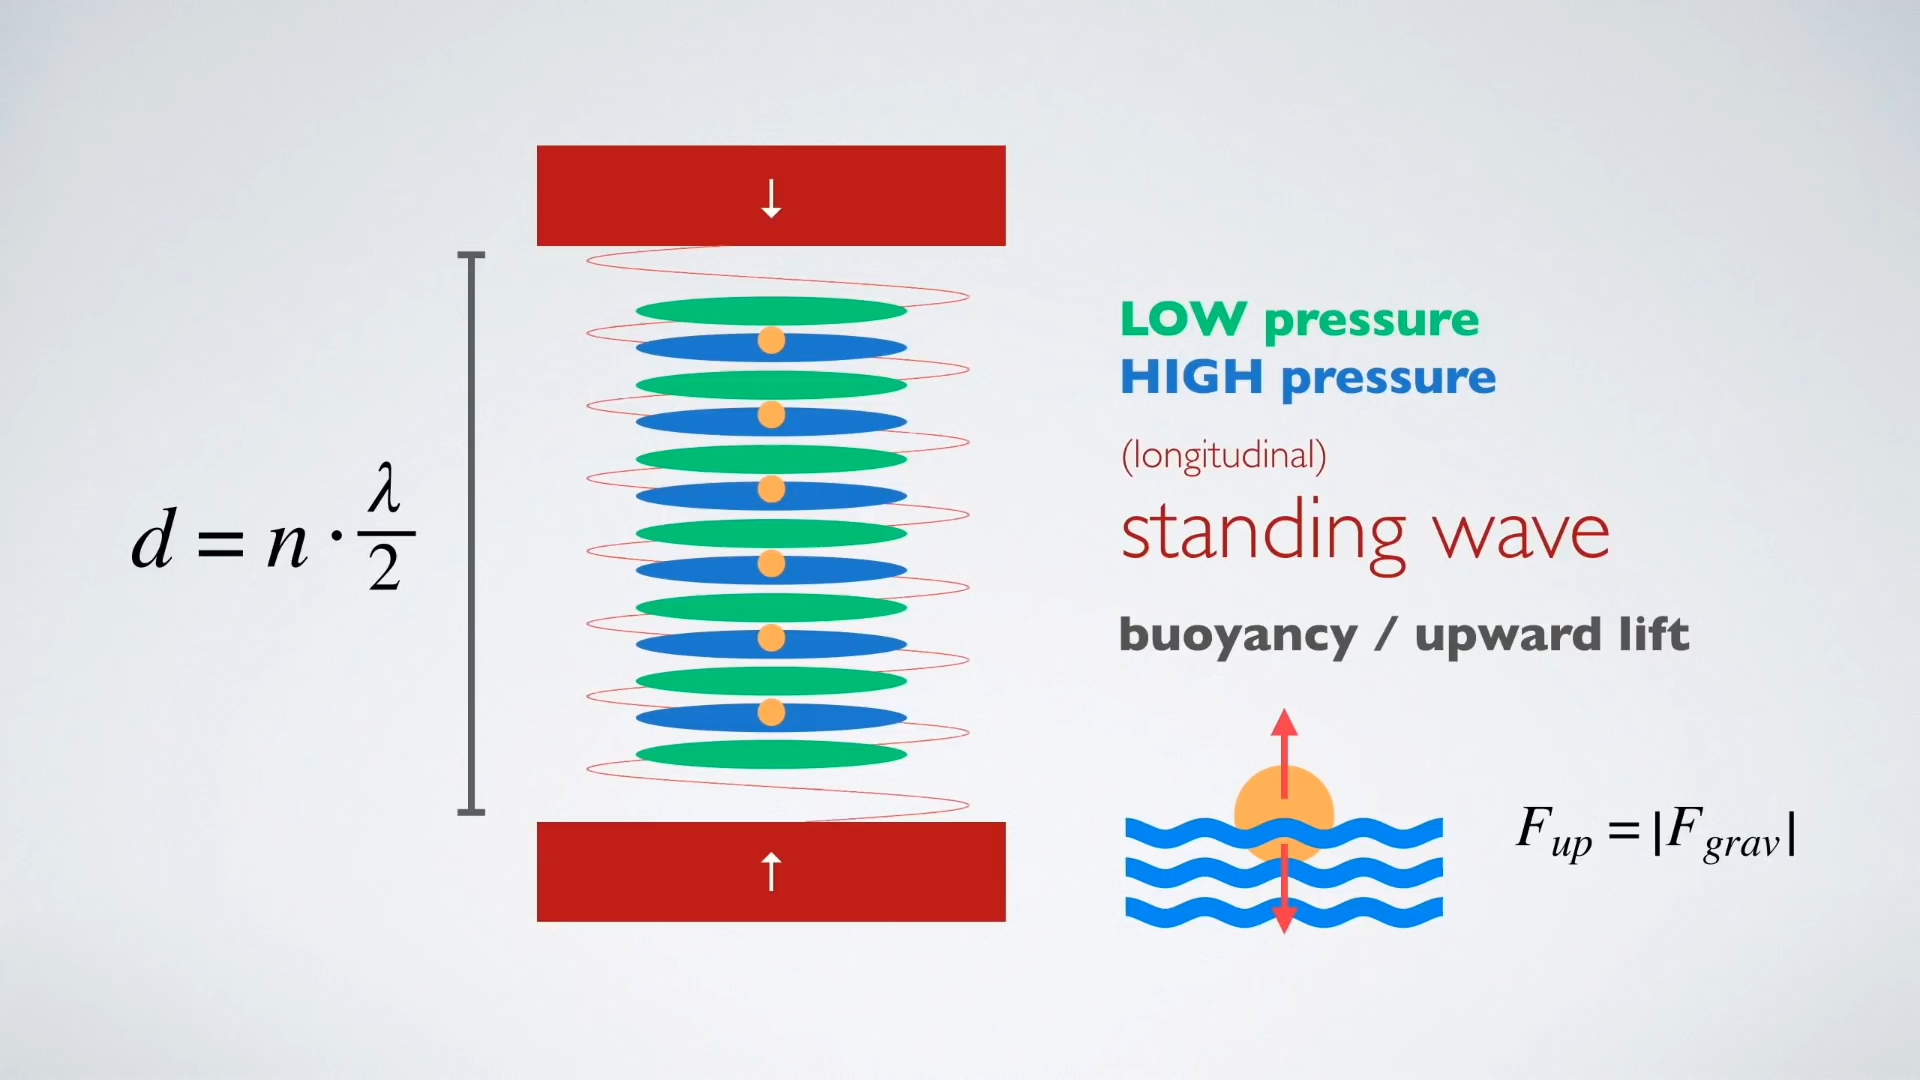 d = n · λ/2
LOW pressure
HIGH pressure
(longitudinal)
standing wave
buoyancy / upward lift
F_up = |F_grav|